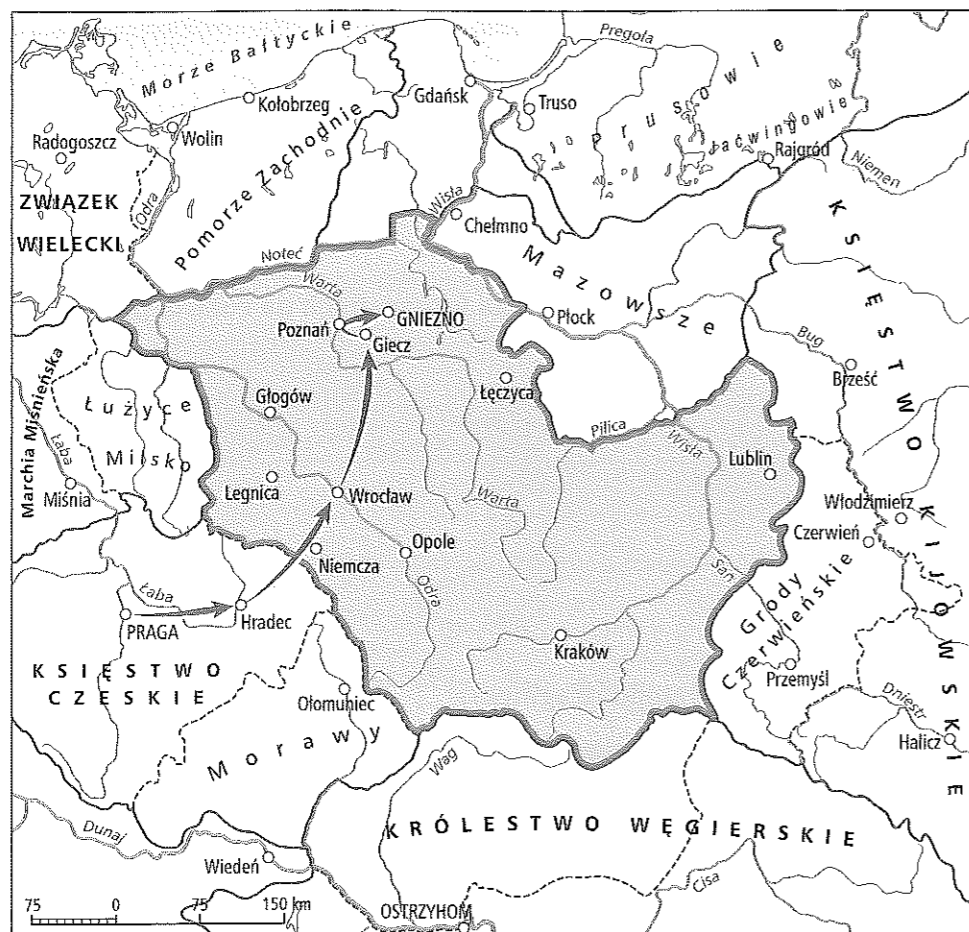 Morze Bałtyckie
Pregoła
Gdańsk
Truso
Prusowie
Kołobrzeg
Wolin
Radogoszcz
Jaćwingowie
Rajgród
Niemen
ZWIĄZEK
WIELECKI
Odra
Pomorze Zachodnie
Wisła
Chełmno
KSIĘSTWO KIJOWSKIE
Noteć
Mazowsze
Warta
Poznań
GNIEZNO
Giecz
Płock
Bug
Brześć
Marchia Miśnieńska
Łużyce
Głogów
Łęczyca
Pilica
Wisła
Łaba
Milsko
Lublin
Miśnia
Legnica
Wrocław
Warta
Włodzimierz
Czerwień
Niemcza
Opole
Odra
San
Grody
Czerwieńskie
Łaba
PRAGA
Hradec
Kraków
Przemyśl
KSIĘSTWO
CZESKIE
Ołomuniec
Dniestr
Halicz
Morawy
Wag
KRÓLESTWO WĘGIERSKIE
Dunaj
Wiedeń
Cisa
OSTRZYHOM
75 0 75 150 km